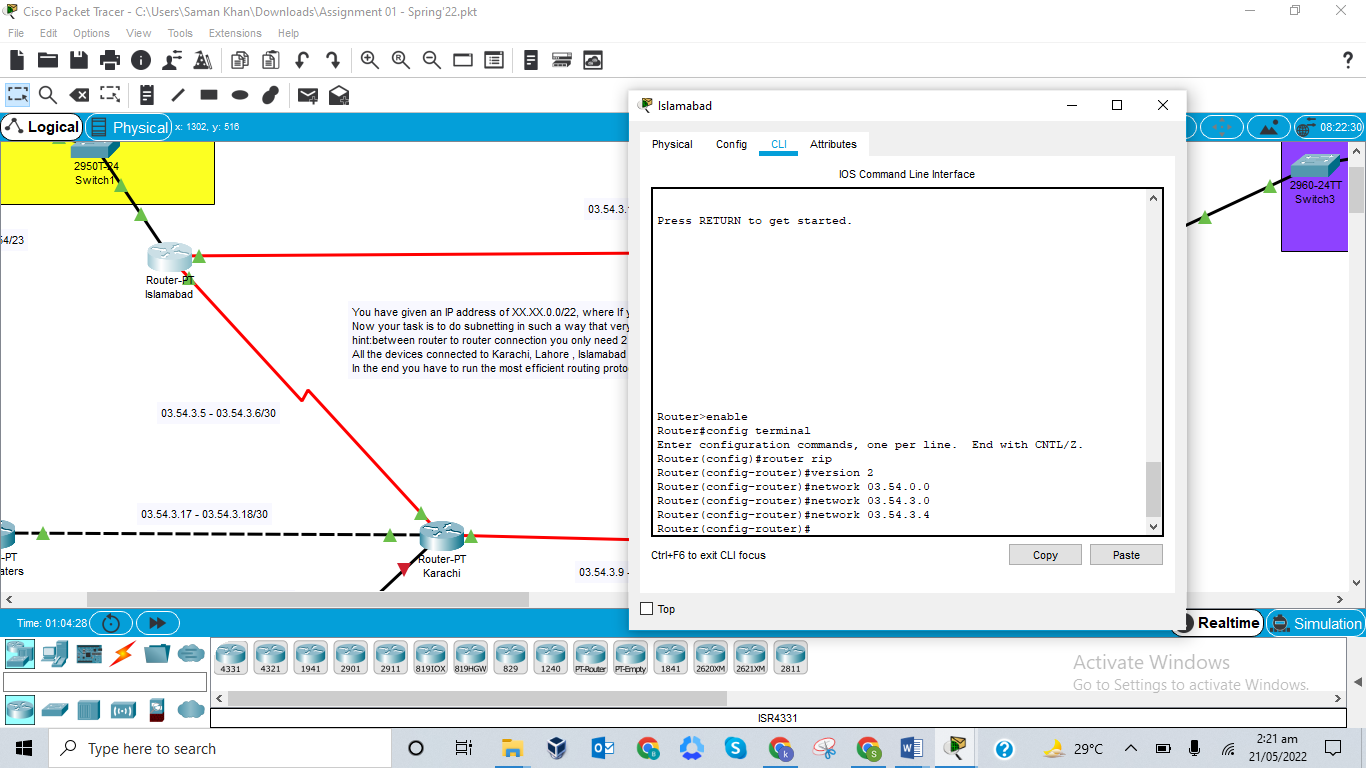 Cisco Packet Tracer - C:\Users\Saman Khan\Downloads\Assignment 01 - Spring'22.pkt
File Edit Options View Tools Extensions Help
Logical Physical x: 1302, y: 516
08:22:30
2950T-24
Switch1
54/23
Router-PT
Islamabad
03.54.3.
You have given an IP address of XX.XX.0.0/22, where If y
Now your task is to do subnetting in such a way that very
hint:between router to router connection you only need 2
All the devices connected to Karachi, Lahore , Islamabad
In the end you have to run the most efficient routing proto
03.54.3.5 - 03.54.3.6/30
03.54.3.17 - 03.54.3.18/30
-PT
aters
Router-PT
Karachi
03.54.3.9 -
2960-24TT
Switch3
Islamabad
Physical Config CLI Attributes
IOS Command Line Interface
Press RETURN to get started.
Router>enable
Router#config terminal
Enter configuration commands, one per line.  End with CNTL/Z.
Router(config)#router rip
Router(config-router)#version 2
Router(config-router)#network 03.54.0.0
Router(config-router)#network 03.54.3.0
Router(config-router)#network 03.54.3.4
Router(config-router)#
Ctrl+F6 to exit CLI focus
Copy Paste
Top
Time: 01:04:28
Realtime Simulation
4331 4321 1941 2901 2911 819IOX 819HGW 829 1240 PT-Router PT-Empty 1841 2620XM 2621XM 2811
ISR4331
Activate Windows
Go to Settings to activate Windows.
Type here to search
29°C
2:21 am
21/05/2022